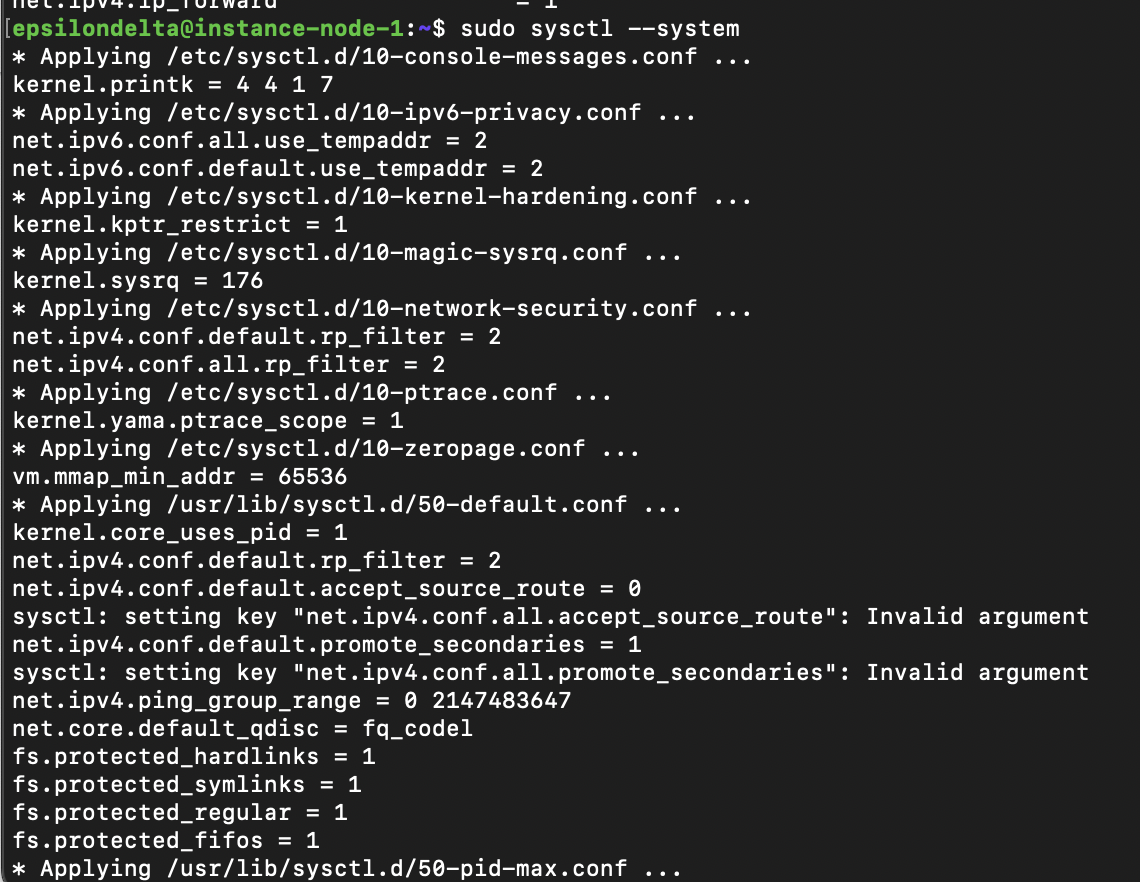 net.ipv4.ip_forward = 1
[epsilondelta@instance-node-1:~$ sudo sysctl --system
* Applying /etc/sysctl.d/10-console-messages.conf ...
kernel.printk = 4 4 1 7
* Applying /etc/sysctl.d/10-ipv6-privacy.conf ...
net.ipv6.conf.all.use_tempaddr = 2
net.ipv6.conf.default.use_tempaddr = 2
* Applying /etc/sysctl.d/10-kernel-hardening.conf ...
kernel.kptr_restrict = 1
* Applying /etc/sysctl.d/10-magic-sysrq.conf ...
kernel.sysrq = 176
* Applying /etc/sysctl.d/10-network-security.conf ...
net.ipv4.conf.default.rp_filter = 2
net.ipv4.conf.all.rp_filter = 2
* Applying /etc/sysctl.d/10-ptrace.conf ...
kernel.yama.ptrace_scope = 1
* Applying /etc/sysctl.d/10-zeropage.conf ...
vm.mmap_min_addr = 65536
* Applying /usr/lib/sysctl.d/50-default.conf ...
kernel.core_uses_pid = 1
net.ipv4.conf.default.rp_filter = 2
net.ipv4.conf.default.accept_source_route = 0
sysctl: setting key "net.ipv4.conf.all.accept_source_route": Invalid argument
net.ipv4.conf.default.promote_secondaries = 1
sysctl: setting key "net.ipv4.conf.all.promote_secondaries": Invalid argument
net.ipv4.ping_group_range = 0 2147483647
net.core.default_qdisc = fq_codel
fs.protected_hardlinks = 1
fs.protected_symlinks = 1
fs.protected_regular = 1
fs.protected_fifos = 1
* Applying /usr/lib/sysctl.d/50-pid-max.conf ...